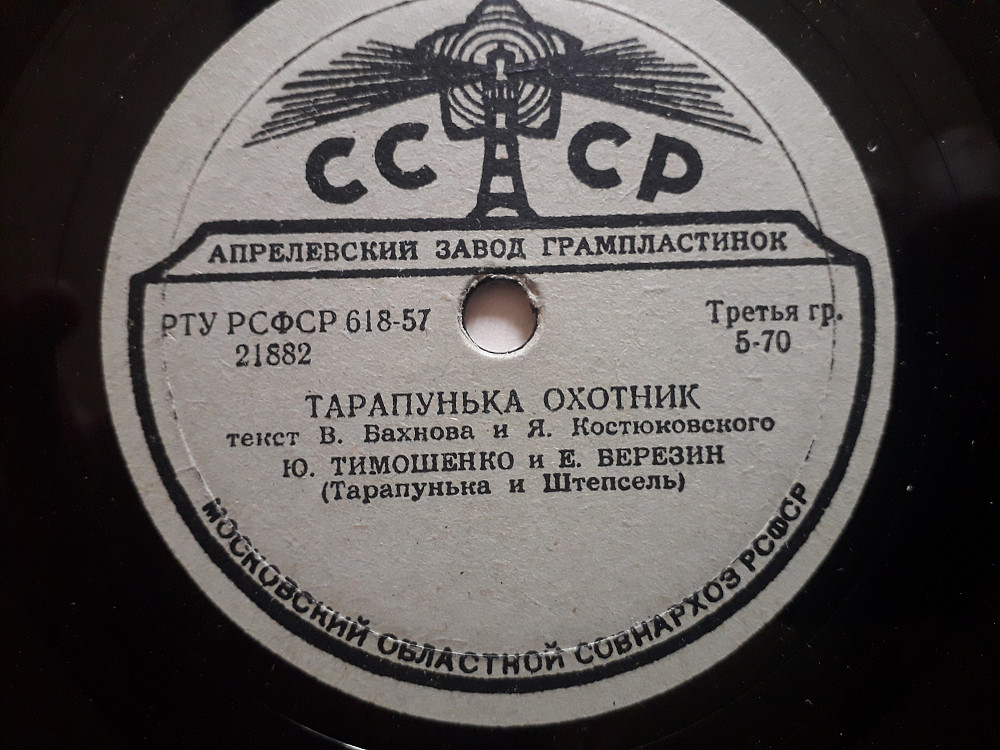 СССР
АПРЕЛЕВСКИЙ ЗАВОД ГРАМПЛАСТИНОК
РТУ РСФСР 618-57
21882
Третья гр.
5-70
ТАРАПУНЬКА ОХОТНИК
текст В. Бахнова и Я. Костюковского
Ю. ТИМОШЕНКО и Е. БЕРЕЗИН
(Тарапунька и Штепсель)
МОСКОВСКИЙ ОБЛАСТНОЙ СОВНАРХОЗ РСФСР